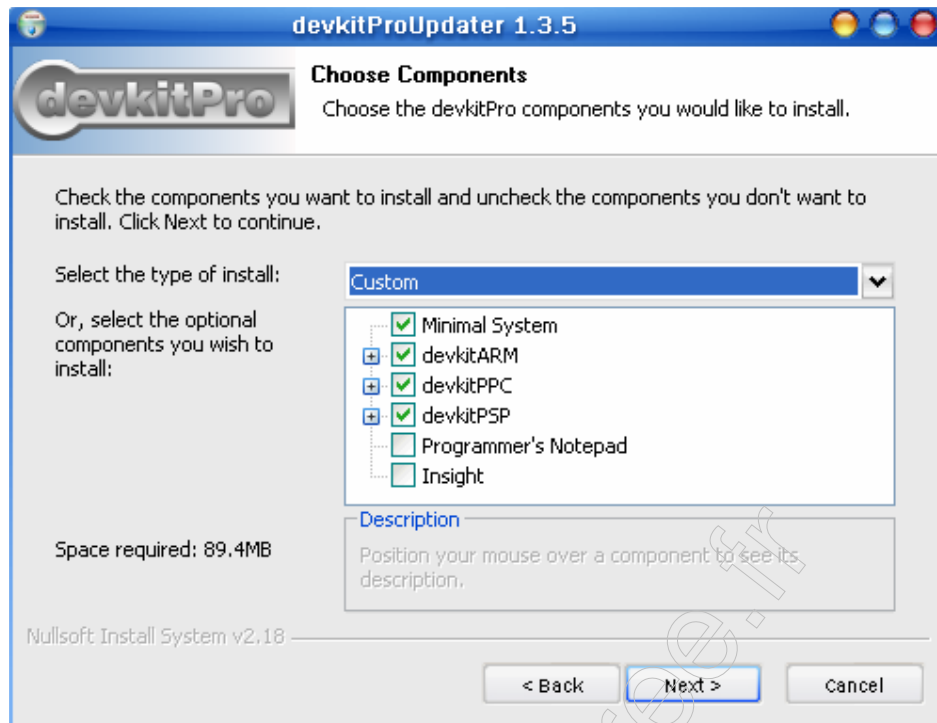 devkitProUpdater 1.3.5
devkitPro
Choose Components
Choose the devkitPro components you would like to install.
Check the components you want to install and uncheck the components you don't want to
install. Click Next to continue.
Select the type of install:
Custom
Or, select the optional
components you wish to
install:
Minimal System
devkitARM
devkitPPC
devkitPSP
Programmer's Notepad
Insight
Space required: 89.4MB
Description
Position your mouse over a component to see its
description.
Nullsoft Install System v2.18
< Back
Next >
Cancel